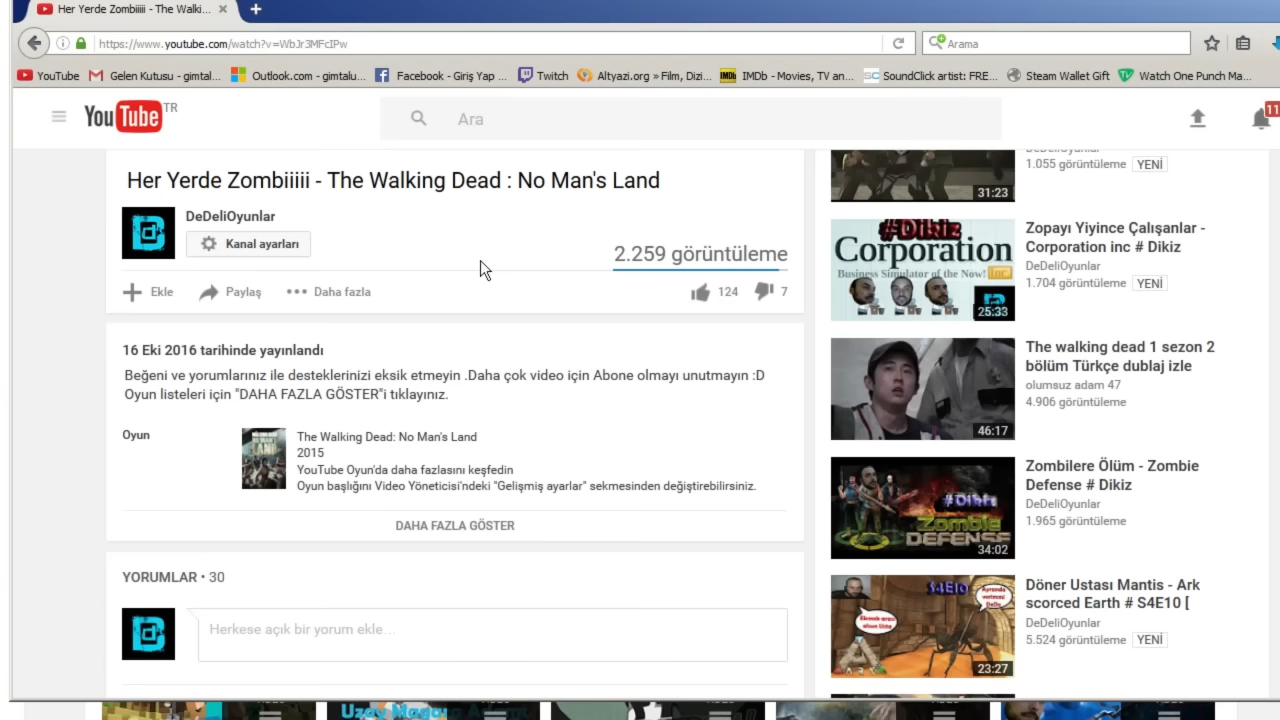 Her Yerde Zombiiiii - The Walki...
https://www.youtube.com/watch?v=WbJr3MFcIPw
Arama
YouTube Gelen Kutusu - gimtal... Outlook.com - gimtalu... Facebook - Giriş Yap ... Twitch Altyazi.org » Film, Dizi... IMDb - Movies, TV an... SoundClick artist: FRE... Steam Wallet Gift Watch One Punch Ma...
YouTube TR
Ara
11
Her Yerde Zombiiiii - The Walking Dead : No Man's Land
DeDeliOyunlar
Kanal ayarları
2.259 görüntüleme
Ekle Paylaş Daha fazla 124 7
16 Eki 2016 tarihinde yayınlandı
Beğeni ve yorumlarınız ile desteklerinizi eksik etmeyin .Daha çok video için Abone olmayı unutmayın :D
Oyun listeleri için "DAHA FAZLA GÖSTER"i tıklayınız.
Oyun
The Walking Dead: No Man's Land
2015
YouTube Oyun'da daha fazlasını keşfedin
Oyun başlığını Video Yöneticisi'ndeki "Gelişmiş ayarlar" sekmesinden değiştirebilirsiniz.
DAHA FAZLA GÖSTER
YORUMLAR • 30
Herkese açık bir yorum ekle...
DeDeliOyunlar
1.055 görüntüleme YENİ
31:23
#Dikiz
Corporation
Business Simulator of the Now! Inc.
25:33
Zopayı Yiyince Çalışanlar -
Corporation inc # Dikiz
DeDeliOyunlar
1.704 görüntüleme YENİ
46:17
The walking dead 1 sezon 2
bölüm Türkçe dublaj izle
olumsuz adam 47
4.906 görüntüleme
#Dikiz
Zombie
DEFENSE
34:02
Zombilere Ölüm - Zombie
Defense # Dikiz
DeDeliOyunlar
1.965 görüntüleme
S4E10
ARK
23:27
Döner Ustası Mantis - Ark
scorced Earth # S4E10 [
DeDeliOyunlar
5.524 görüntüleme YENİ
Uzay